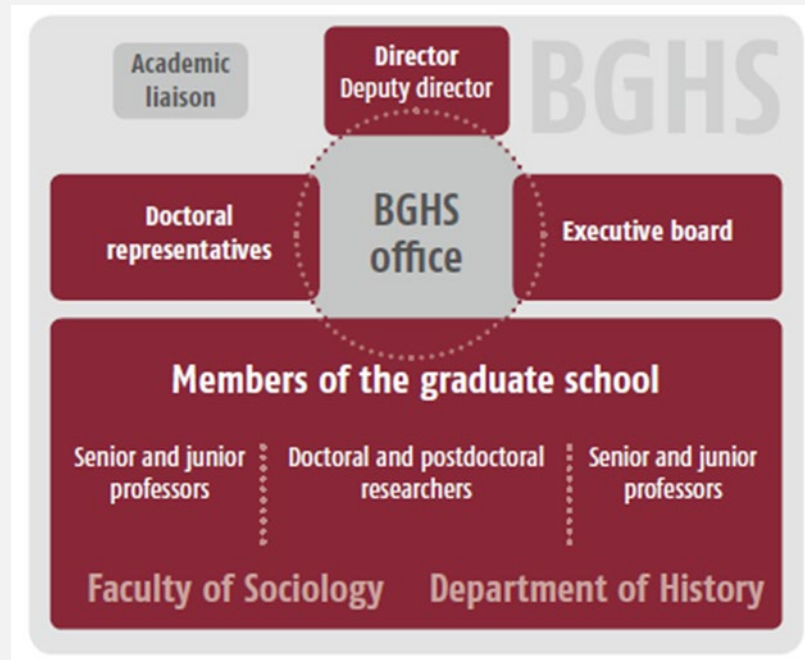 Academic
liaison
Director
Deputy director
BGHS
Doctoral
representatives
BGHS
office
Executive board
Members of the graduate school
Senior and junior
professors
Doctoral and postdoctoral
researchers
Senior and junior
professors
Faculty of Sociology
Department of History